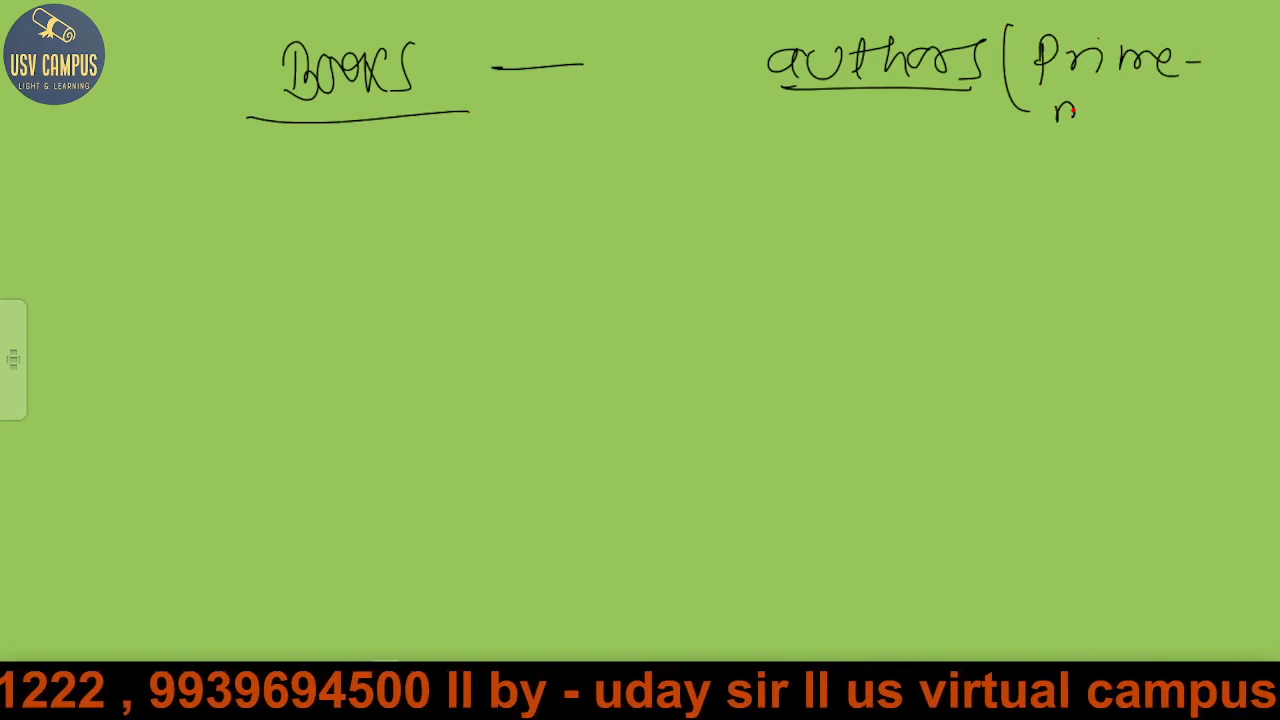 USV CAMPUS
LIGHT & LEARNING
Books — authors (Prime-
n
1222 , 9939694500 ll by - uday sir ll us virtual campus